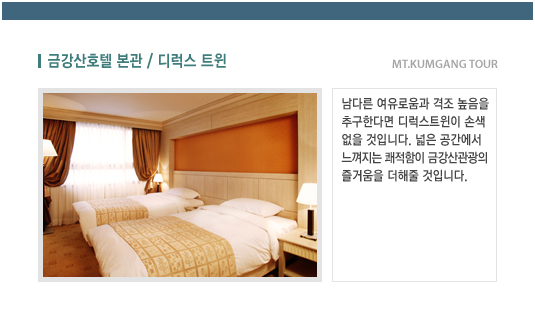 금강산호텔 본관 / 디럭스 트윈
MT.KUMGANG TOUR
남다른 여유로움과 격조 높음을
추구한다면 디럭스트윈이 손색
없을 것입니다. 넓은 공간에서
느껴지는 쾌적함이 금강산관광의
즐거움을 더해줄 것입니다.